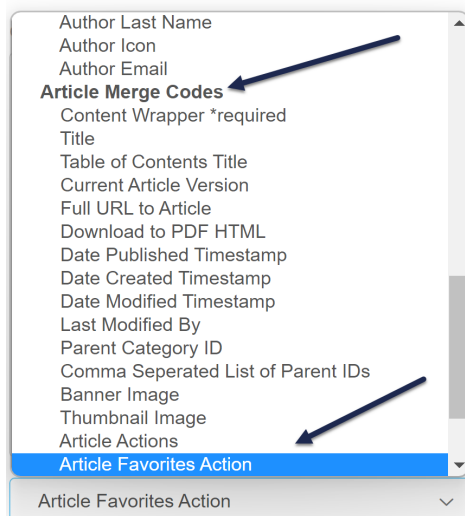 Author Last Name
Author Icon
Author Email
Article Merge Codes
Content Wrapper *required
Title
Table of Contents Title
Current Article Version
Full URL to Article
Download to PDF HTML
Date Published Timestamp
Date Created Timestamp
Date Modified Timestamp
Last Modified By
Parent Category ID
Comma Seperated List of Parent IDs
Banner Image
Thumbnail Image
Article Actions
Article Favorites Action
Article Favorites Action